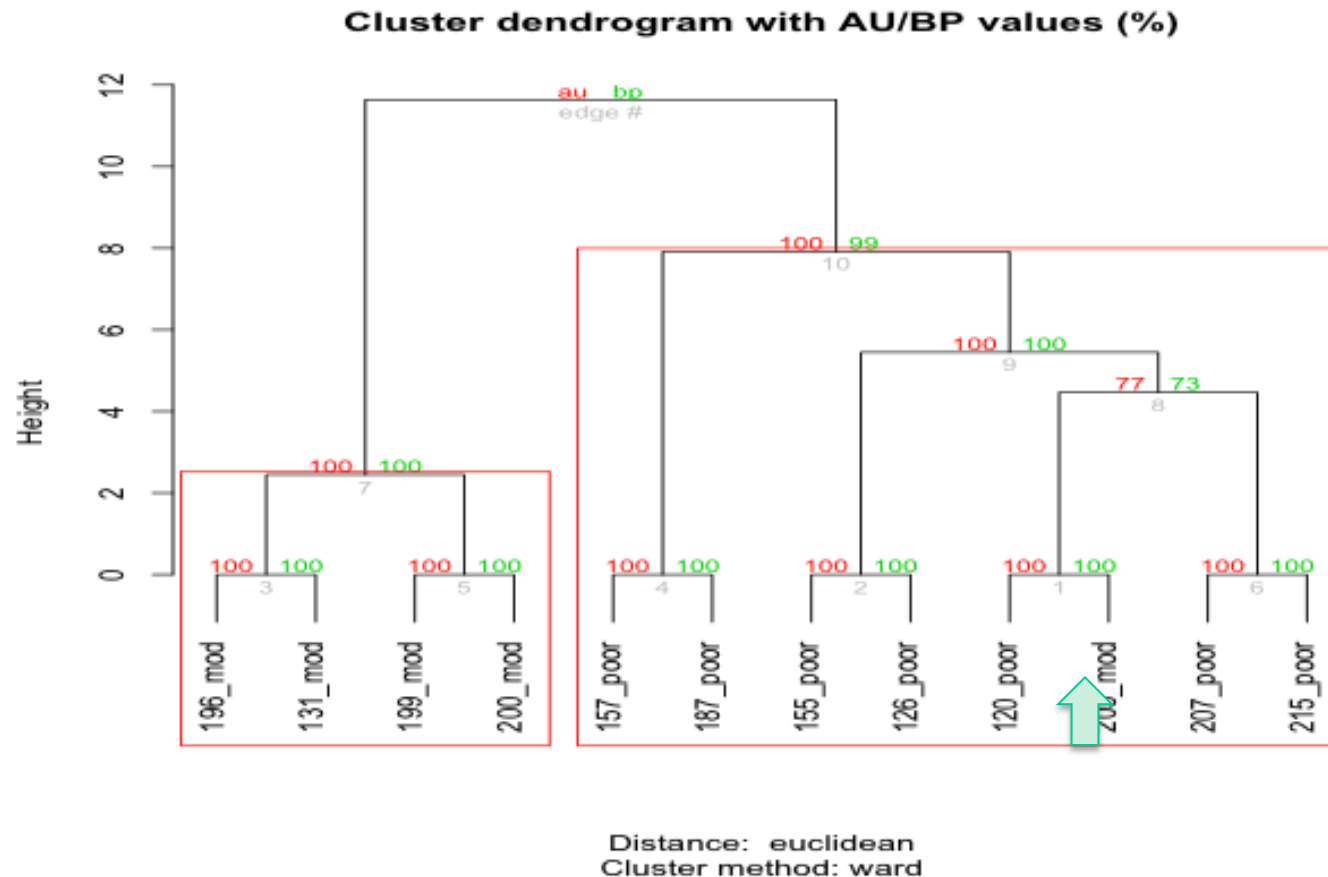 Cluster dendrogram with AU/BP values (%)
12
10
8
6
4
2
0
Height
au bp
edge #
100 99
10
100 100
9
77 73
8
100 100
7
100 100
3
100 100
5
100 100
4
100 100
2
100 100
1
100 100
6
196_mod
131_mod
199_mod
200_mod
157_poor
187_poor
155_poor
126_poor
120_poor
207_poor
215_poor
Distance: euclidean
Cluster method: ward